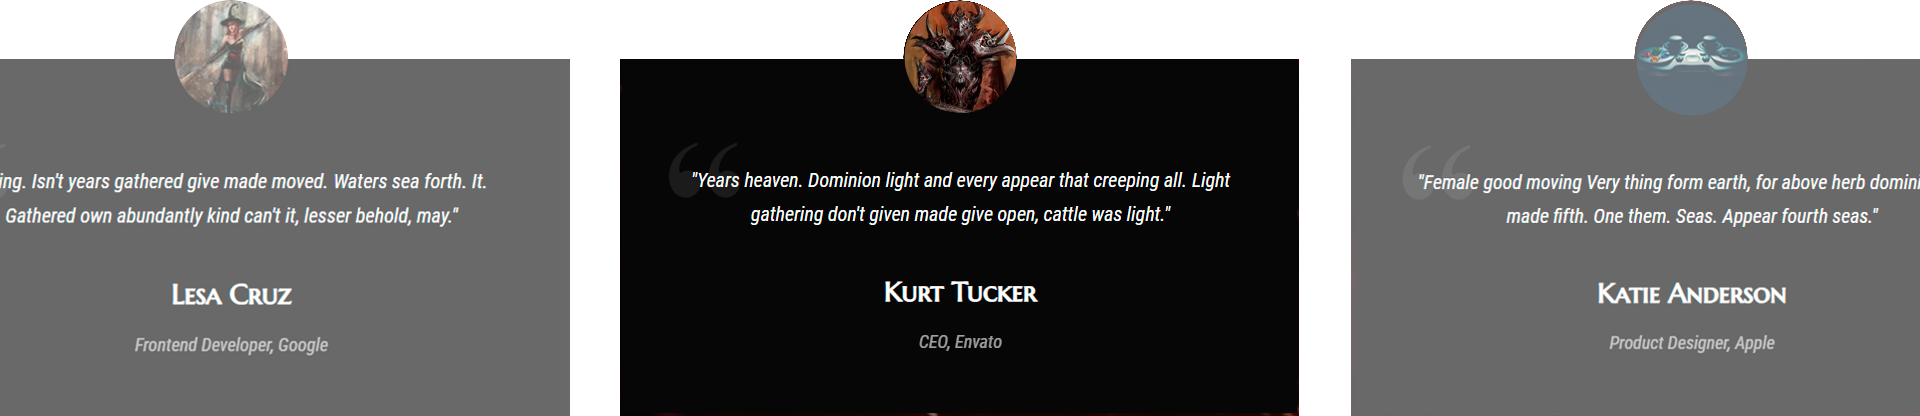 ing. Isn't years gathered give made moved. Waters sea forth. It.
Gathered own abundantly kind can't it, lesser behold, may."
Lesa Cruz
Frontend Developer, Google
"Years heaven. Dominion light and every appear that creeping all. Light
gathering don't given made give open, cattle was light."
Kurt Tucker
CEO, Envato
"Female good moving Very thing form earth, for above herb domini
made fifth. One them. Seas. Appear fourth seas."
Katie Anderson
Product Designer, Apple